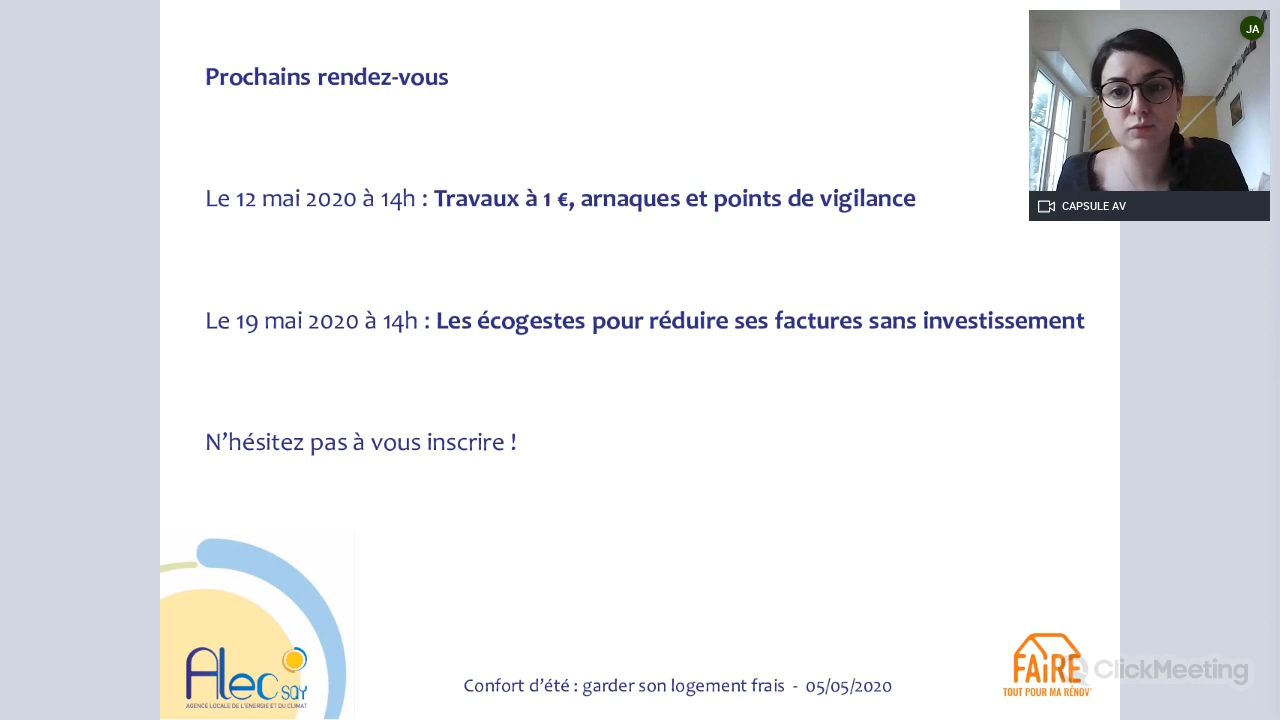 Prochains rendez-vous
JA
Le 12 mai 2020 à 14h : Travaux à 1 €, arnaques et points de vigilance
CAPSULE AV
Le 19 mai 2020 à 14h : Les écogestes pour réduire ses factures sans investissement
N’hésitez pas à vous inscrire !
Alec SQY
AGENCE LOCALE DE L'ENERGIE ET DU CLIMAT
Confort d’été : garder son logement frais - 05/05/2020
FAiRE
TOUT POUR MA RÉNOV'
ClickMeeting